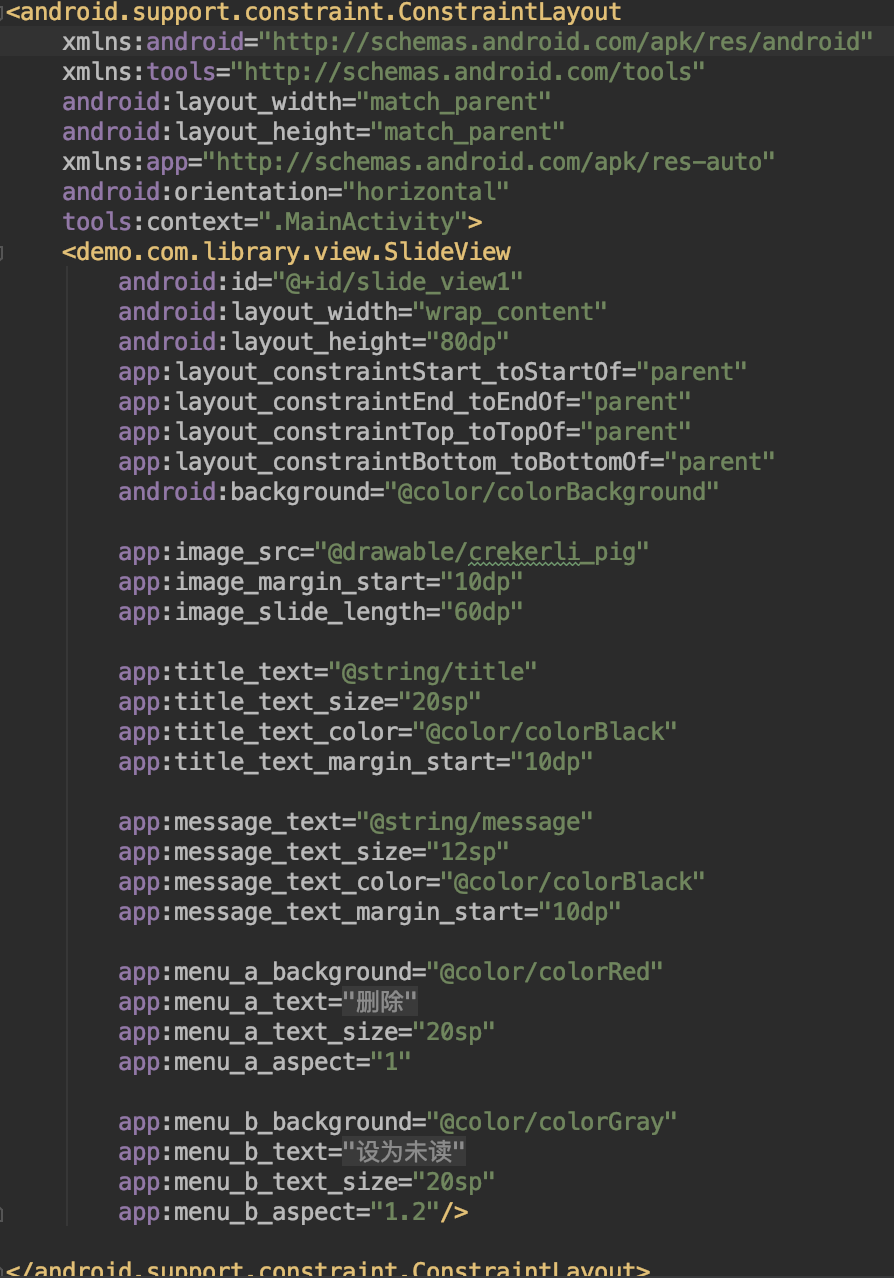 <android.support.constraint.ConstraintLayout
    xmlns:android="http://schemas.android.com/apk/res/android"
    xmlns:tools="http://schemas.android.com/tools"
    android:layout_width="match_parent"
    android:layout_height="match_parent"
    xmlns:app="http://schemas.android.com/apk/res-auto"
    android:orientation="horizontal"
    tools:context=".MainActivity">
    <demo.com.library.view.SlideView
        android:id="@+id/slide_view1"
        android:layout_width="wrap_content"
        android:layout_height="80dp"
        app:layout_constraintStart_toStartOf="parent"
        app:layout_constraintEnd_toEndOf="parent"
        app:layout_constraintTop_toTopOf="parent"
        app:layout_constraintBottom_toBottomOf="parent"
        android:background="@color/colorBackground"

        app:image_src="@drawable/crekerli_pig"
        app:image_margin_start="10dp"
        app:image_slide_length="60dp"

        app:title_text="@string/title"
        app:title_text_size="20sp"
        app:title_text_color="@color/colorBlack"
        app:title_text_margin_start="10dp"

        app:message_text="@string/message"
        app:message_text_size="12sp"
        app:message_text_color="@color/colorBlack"
        app:message_text_margin_start="10dp"

        app:menu_a_background="@color/colorRed"
        app:menu_a_text="删除"
        app:menu_a_text_size="20sp"
        app:menu_a_aspect="1"

        app:menu_b_background="@color/colorGray"
        app:menu_b_text="设为未读"
        app:menu_b_text_size="20sp"
        app:menu_b_aspect="1.2"/>

</android.support.constraint.ConstraintLayout>